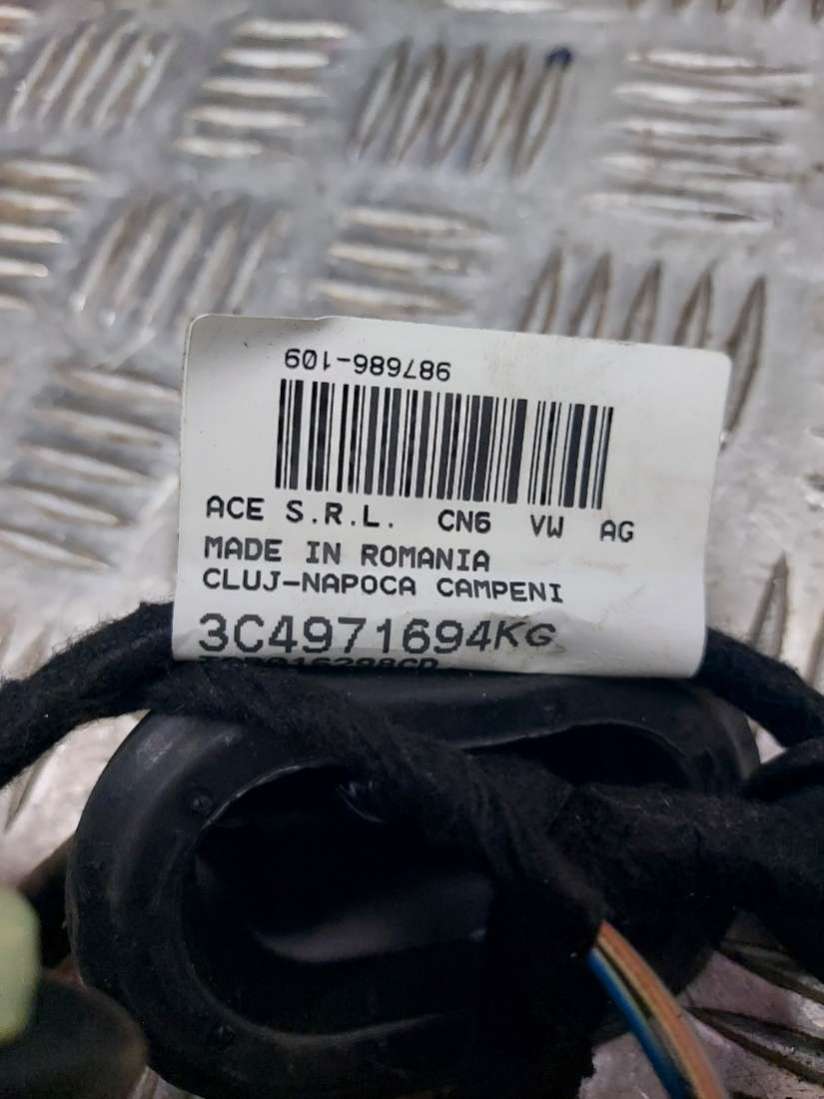 987686-109
ACE S.R.L. CN6 VW AG
MADE IN ROMANIA
CLUJ-NAPOCA CAMPENI
3C4971694KG